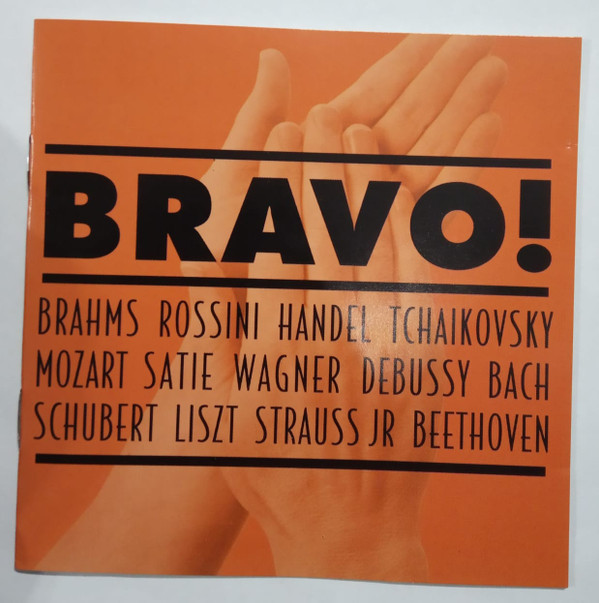 BRAVO!
BRAHMS ROSSINI HANDEL TCHAIKOVSKY
MOZART SATIE WAGNER DEBUSSY BACH
SCHUBERT LISZT STRAUSS JR BEETHOVEN